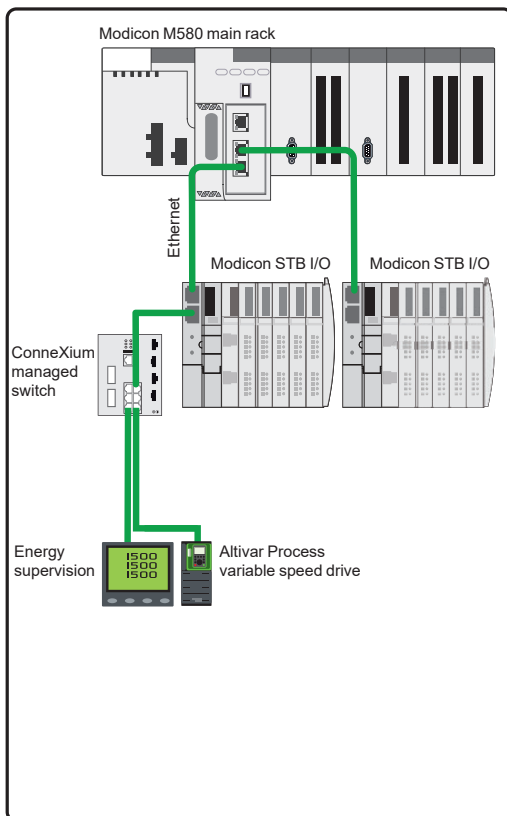 Modicon M580 main rack
Ethernet
Modicon STB I/O
Modicon STB I/O
ConneXium
managed
switch
Energy
supervision
1500
1500
1500
Altivar Process
variable speed drive